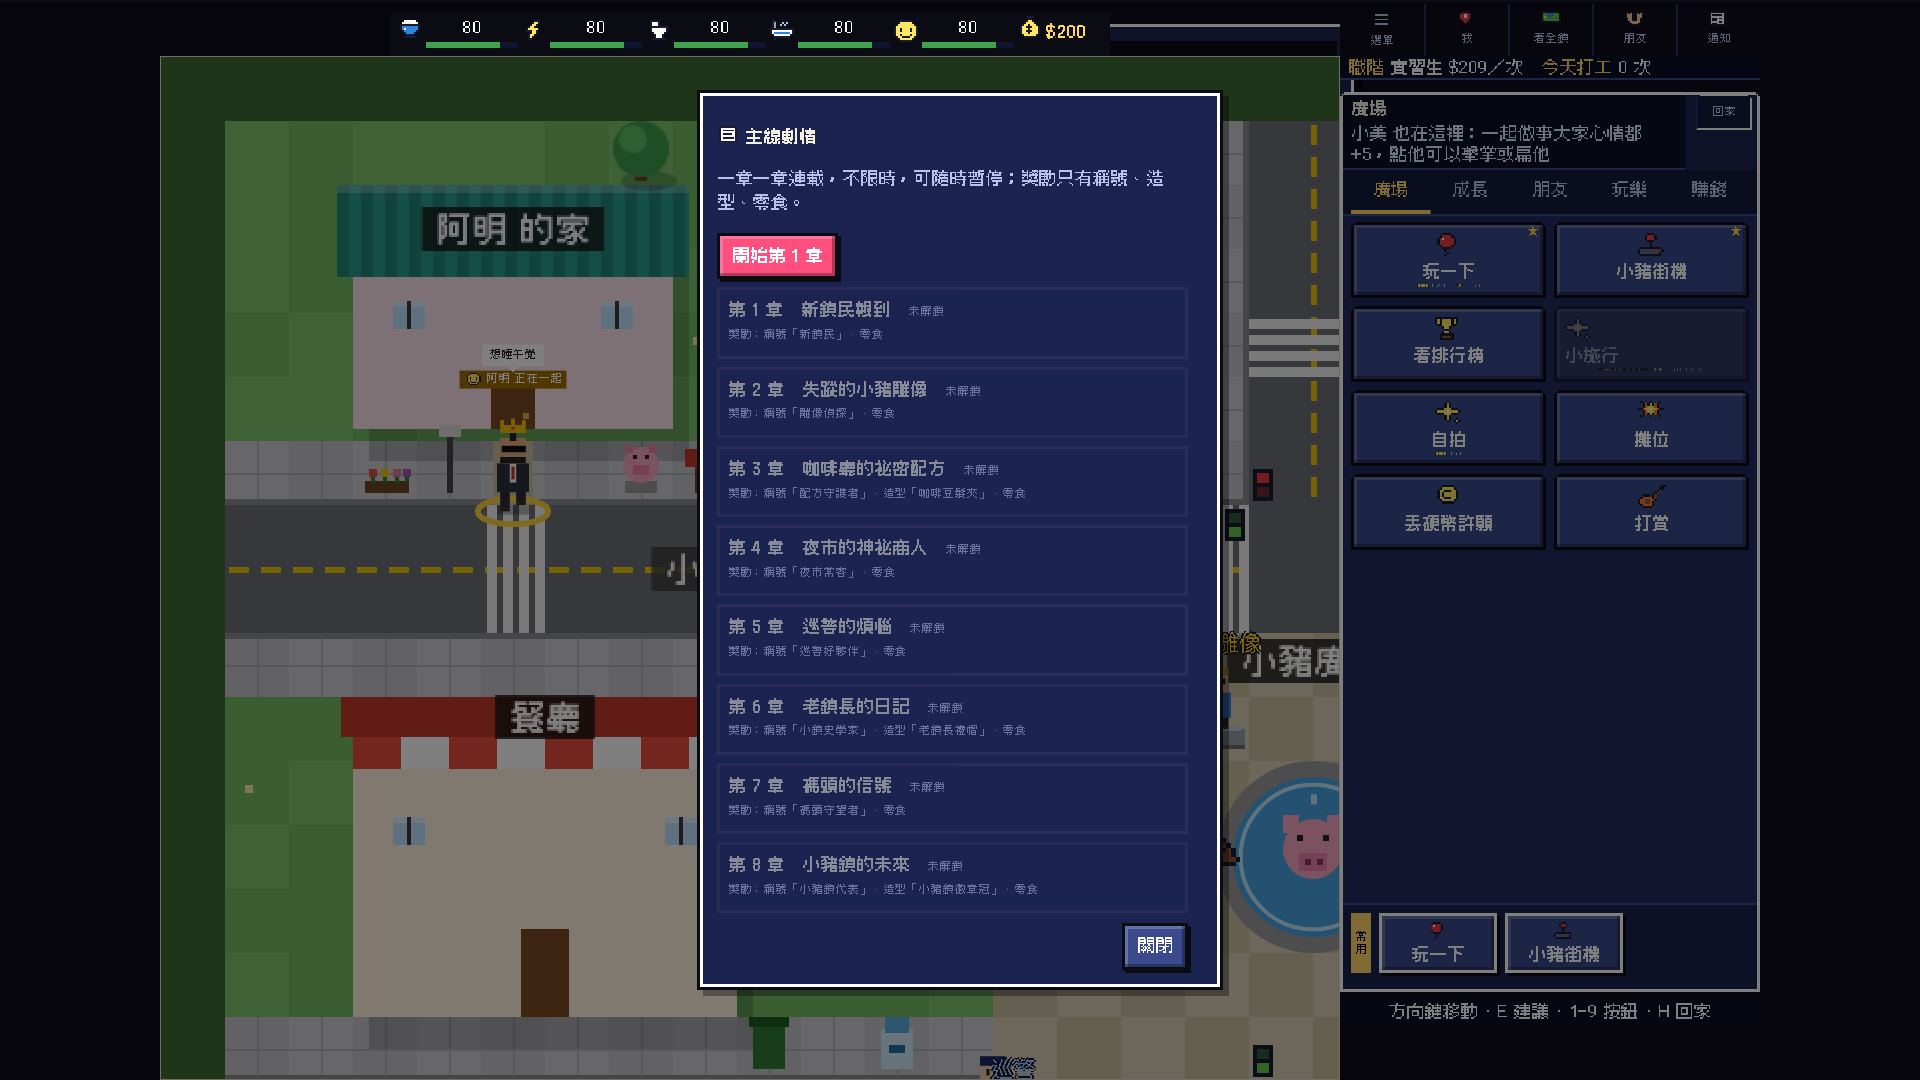 80 80 80 80 80 $200
選單 我 看全鎮 朋友 通知
職階 實習生 $209／次 今天打工 0 次
廣場
回家
小美 也在這裡：一起做事大家心情都
+5，點他可以擊掌或扁他
廣場 成長 朋友 玩樂 賺錢
玩一下 小豬街機
看排行榜 小旅行
自拍 攤位
丟硬幣許願 打賞
常用
玩一下 小豬街機
方向鍵移動 · E 建議 · 1-9 按鈕 · H 回家
主線劇情
一章一章連載，不限時，可隨時暫停；獎勵只有稱號、造
型、零食。
開始第 1 章
第 1 章 新鎮民報到 未解鎖
獎勵：稱號「新鎮民」 · 零食
第 2 章 失蹤的小豬雕像 未解鎖
獎勵：稱號「雕像偵探」 · 零食
第 3 章 咖啡廳的祕密配方 未解鎖
獎勵：稱號「配方守護者」 · 造型「咖啡豆髮夾」 · 零食
第 4 章 夜市的神祕商人 未解鎖
獎勵：稱號「夜市常客」 · 零食
第 5 章 迷荅的煩惱 未解鎖
獎勵：稱號「迷荅好夥伴」 · 零食
第 6 章 老鎮長的日記 未解鎖
獎勵：稱號「小鎮史學家」 · 造型「老鎮長禮帽」 · 零食
第 7 章 碼頭的信號 未解鎖
獎勵：稱號「碼頭守望者」 · 零食
第 8 章 小豬鎮的未來 未解鎖
獎勵：稱號「小豬鎮代表」 · 造型「小豬鎮徽章冠」 · 零食
關閉
阿明 的家
想睡午覺
阿明 正在一起
小
雕像
小豬廣
餐廳